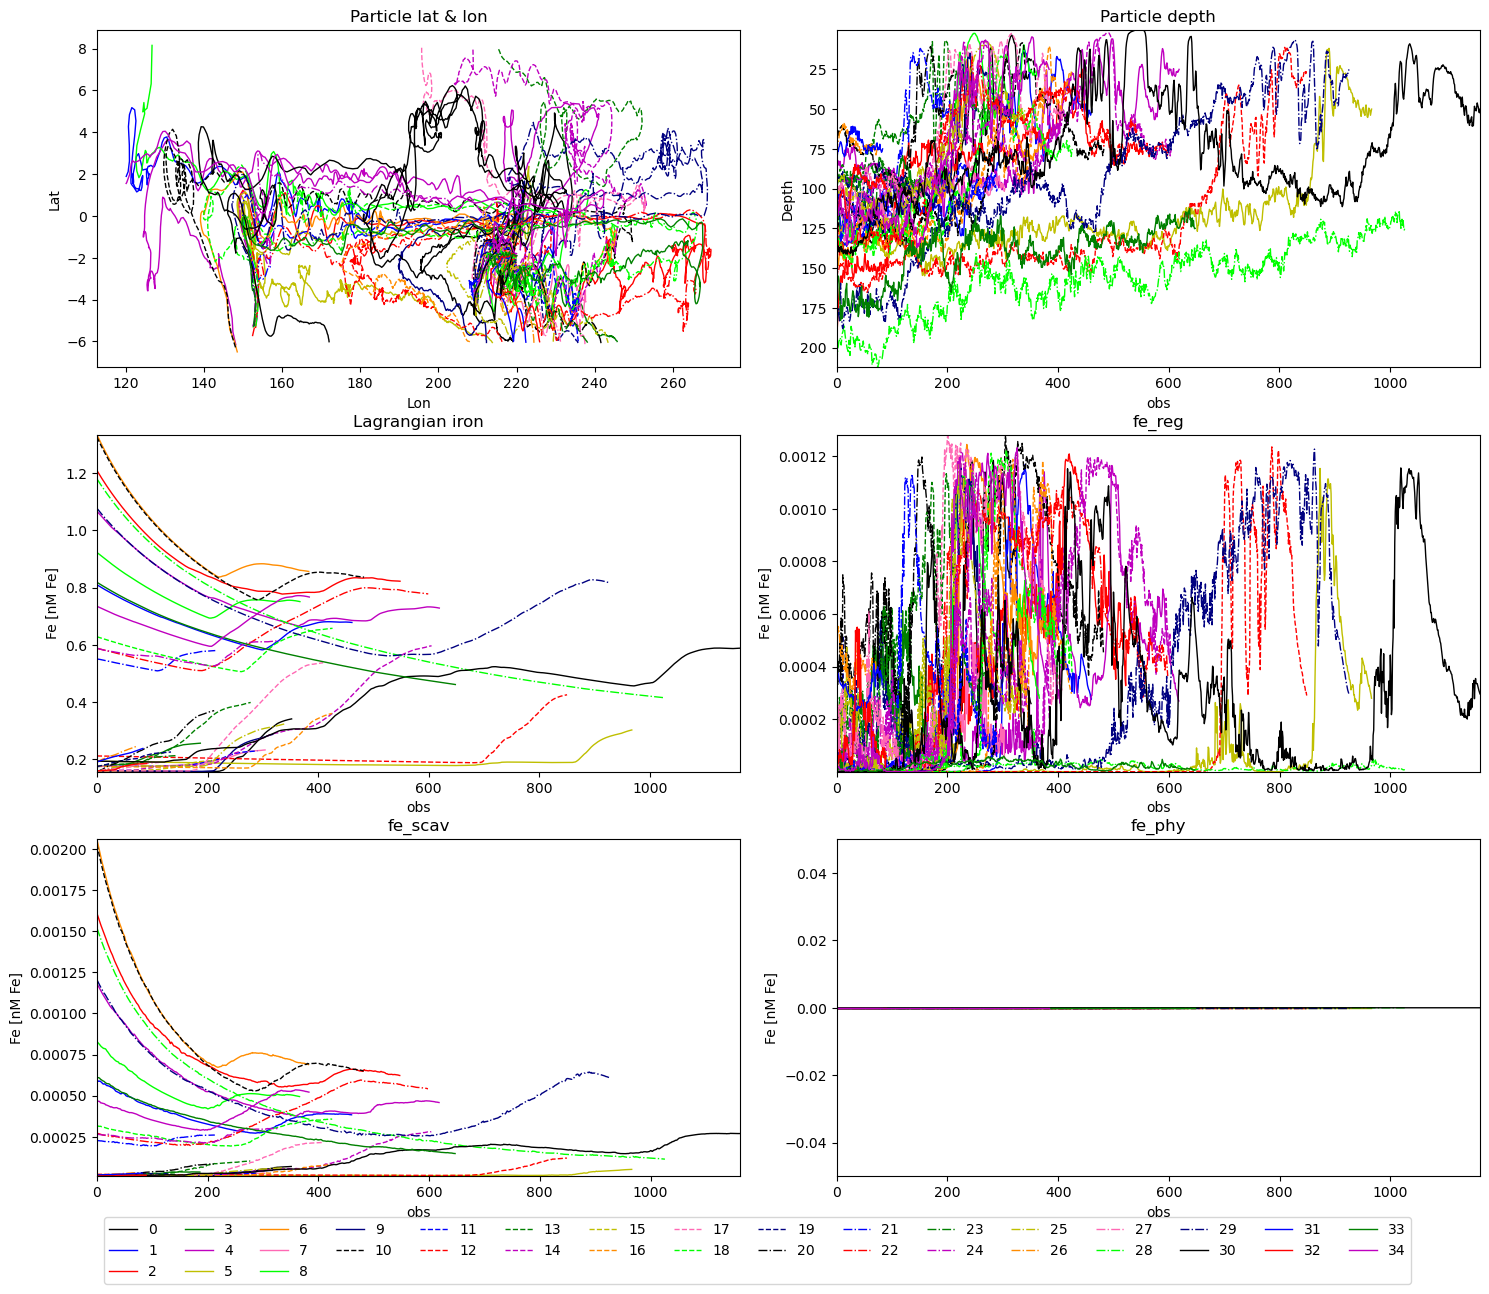 Particle lat & lon
8
6
4
2
0
−2
−4
−6
Lat
120 140 160 180 200 220 240 260
Lon
Particle depth
25
50
75
100
125
150
175
200
Depth
0 200 400 600 800 1000
obs
Lagrangian iron
1.2
1.0
0.8
0.6
0.4
0.2
Fe [nM Fe]
0 200 400 600 800 1000
obs
fe_reg
0.0012
0.0010
0.0008
0.0006
0.0004
0.0002
Fe [nM Fe]
0 200 400 600 800 1000
obs
fe_scav
0.00200
0.00175
0.00150
0.00125
0.00100
0.00075
0.00050
0.00025
Fe [nM Fe]
0 200 400 600 800 1000
obs
fe_phy
0.04
0.02
0.00
−0.02
−0.04
Fe [nM Fe]
0 200 400 600 800 1000
obs
0 3 6 9 11 13 15 17 19 21 23 25 27 29 31 33
1 4 7 10 12 14 16 18 20 22 24 26 28 30 32 34
2 5 8